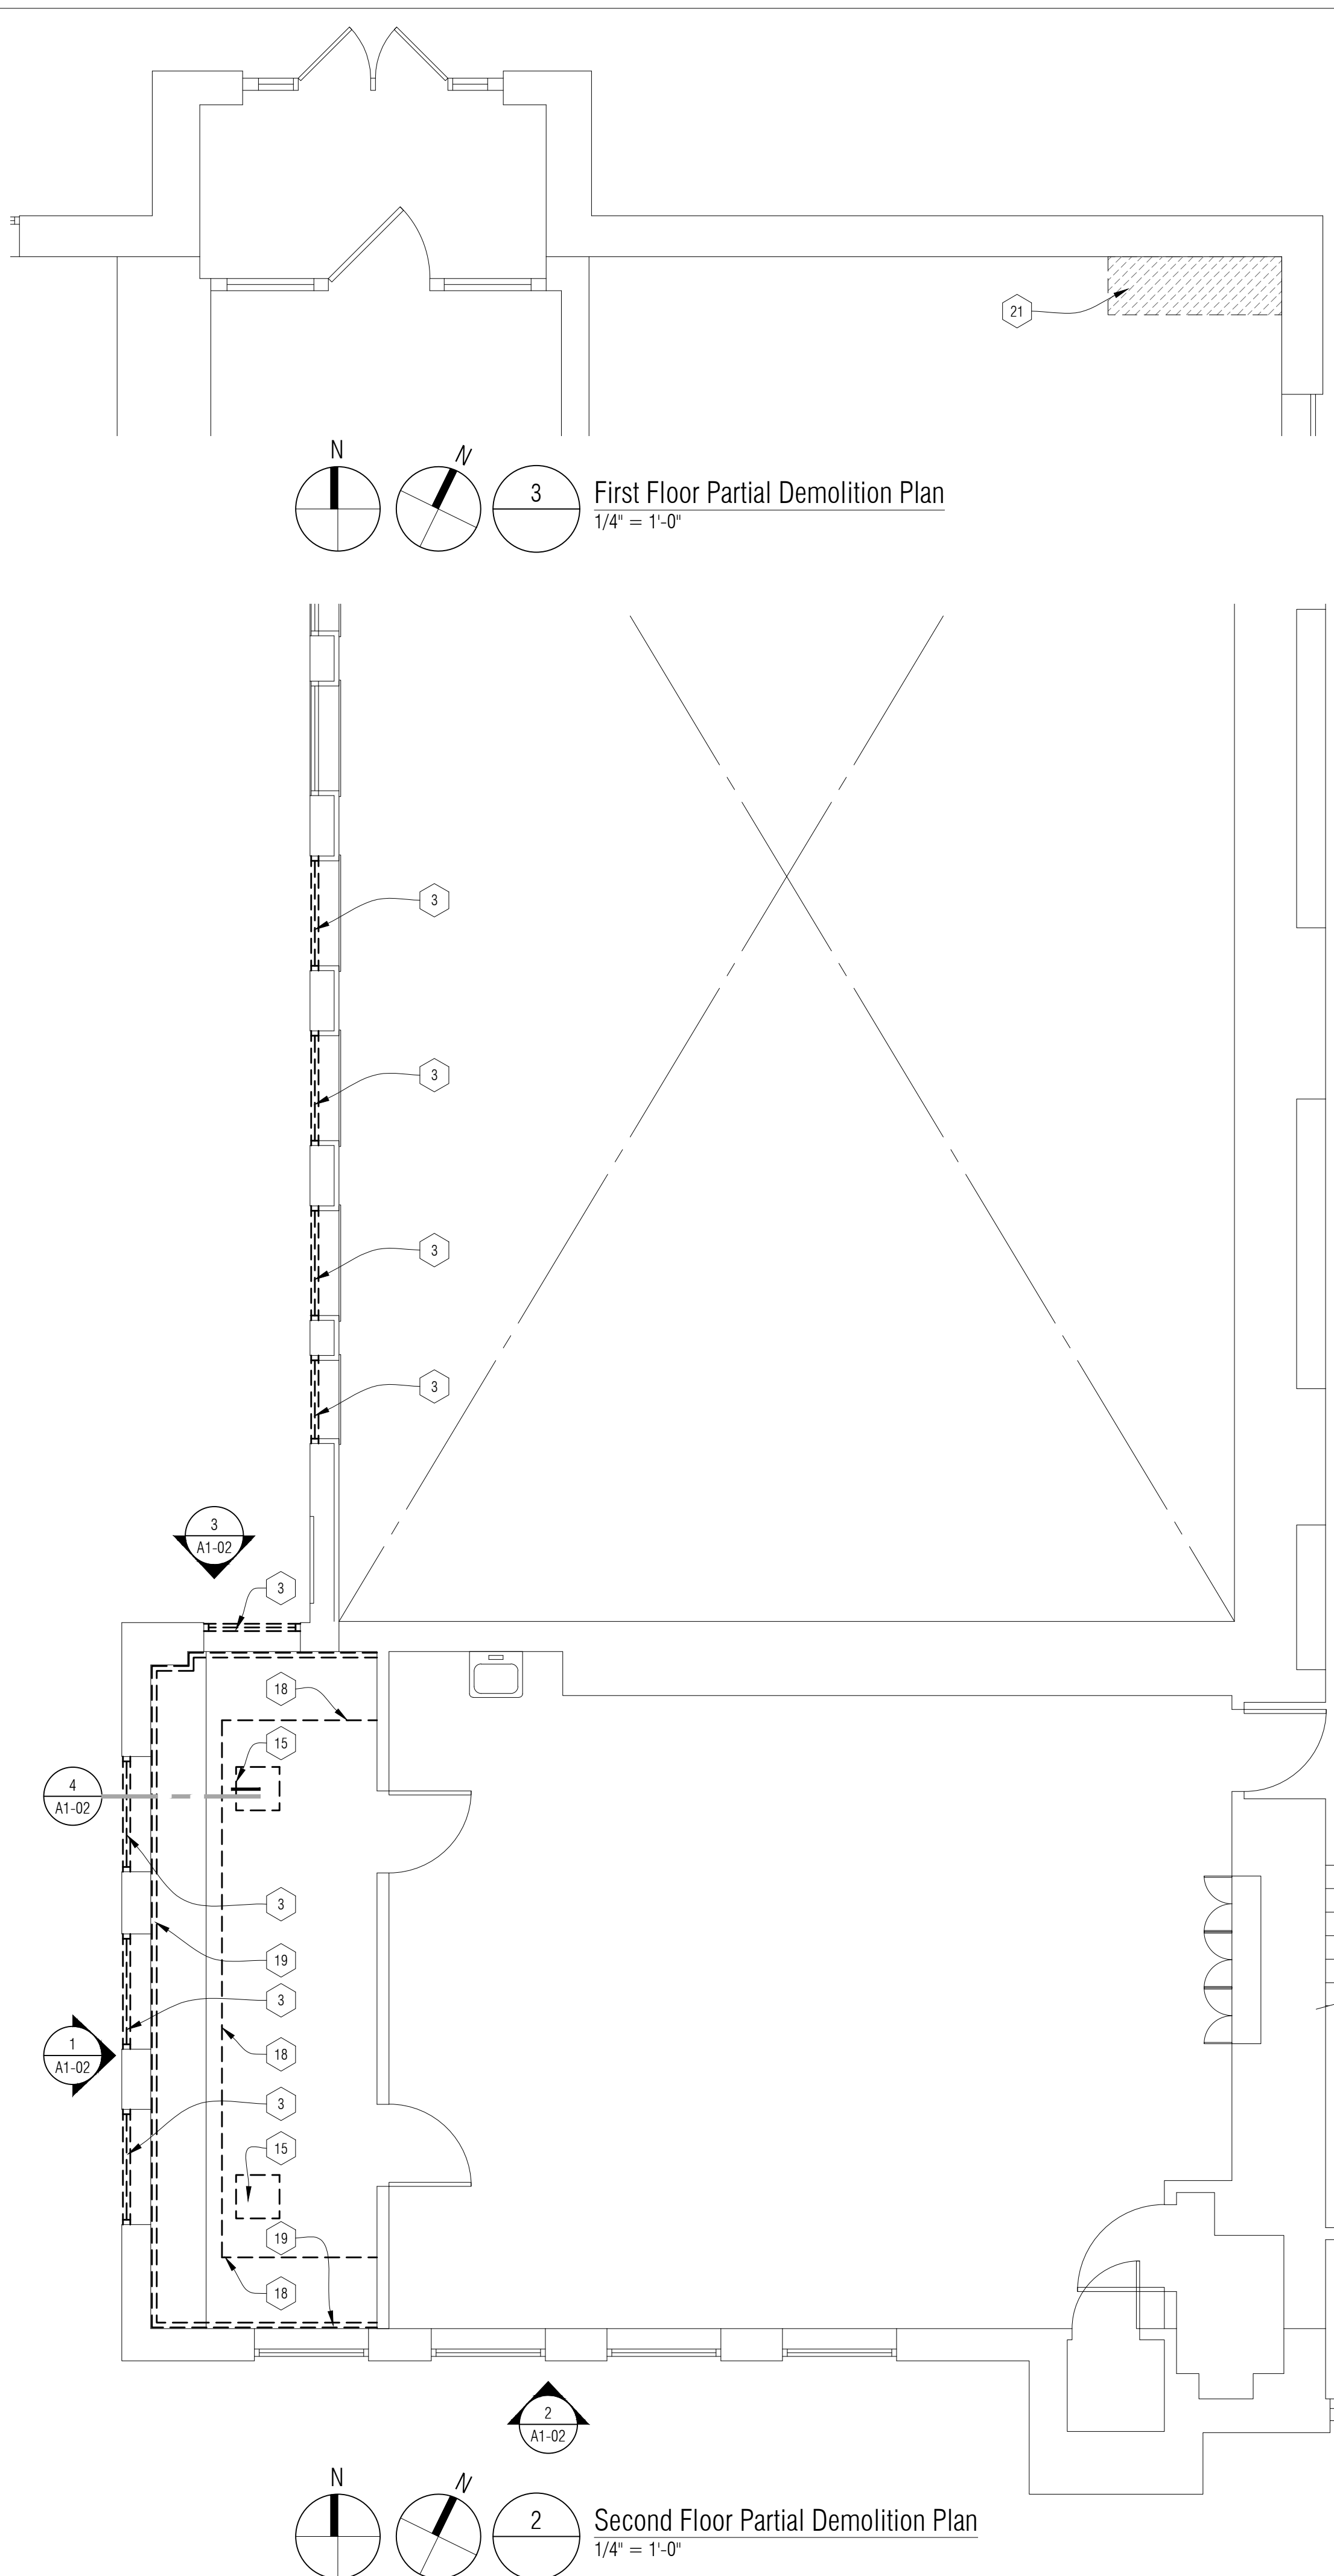 21
N
N
3
First Floor Partial Demolition Plan
1/4" = 1'-0"
3
3
3
3
3
A1-02
3
18
15
4
A1-02
3
19
3
1
A1-02
18
3
15
19
18
2
A1-02
N
N
2
Second Floor Partial Demolition Plan
1/4" = 1'-0"